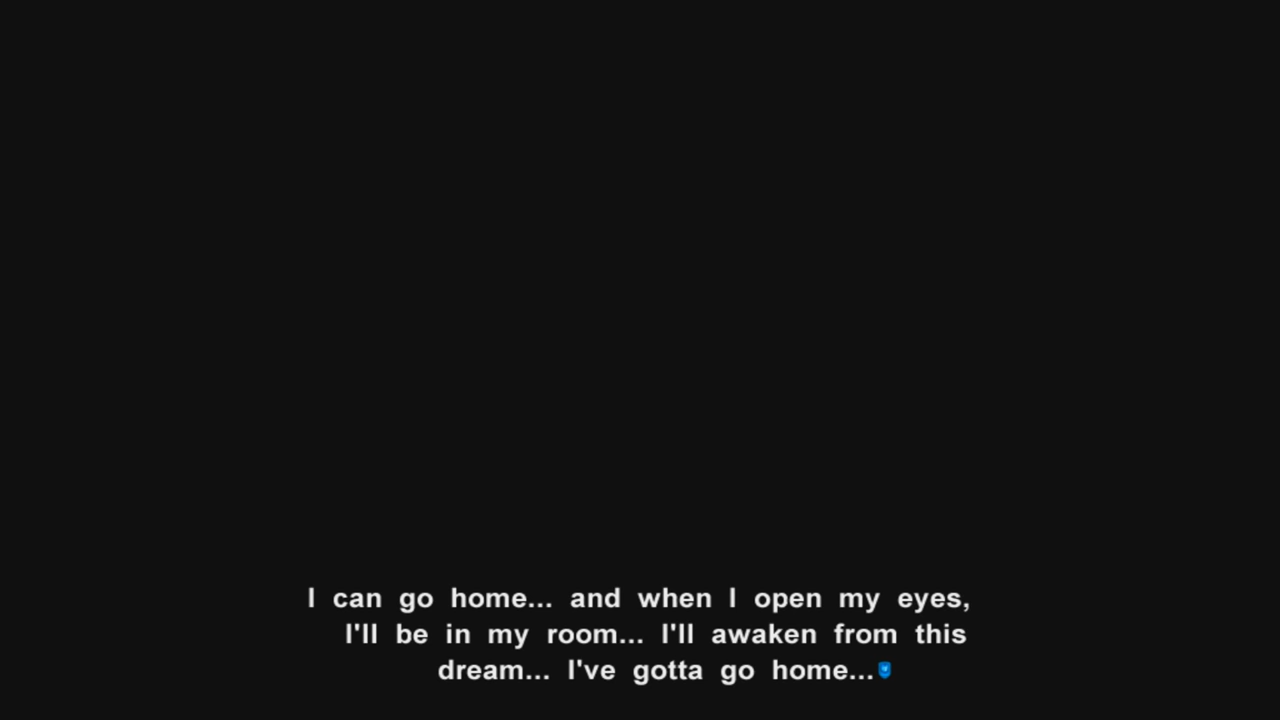 I can go home... and when I open my eyes,
I'll be in my room... I'll awaken from this
dream... I've gotta go home...